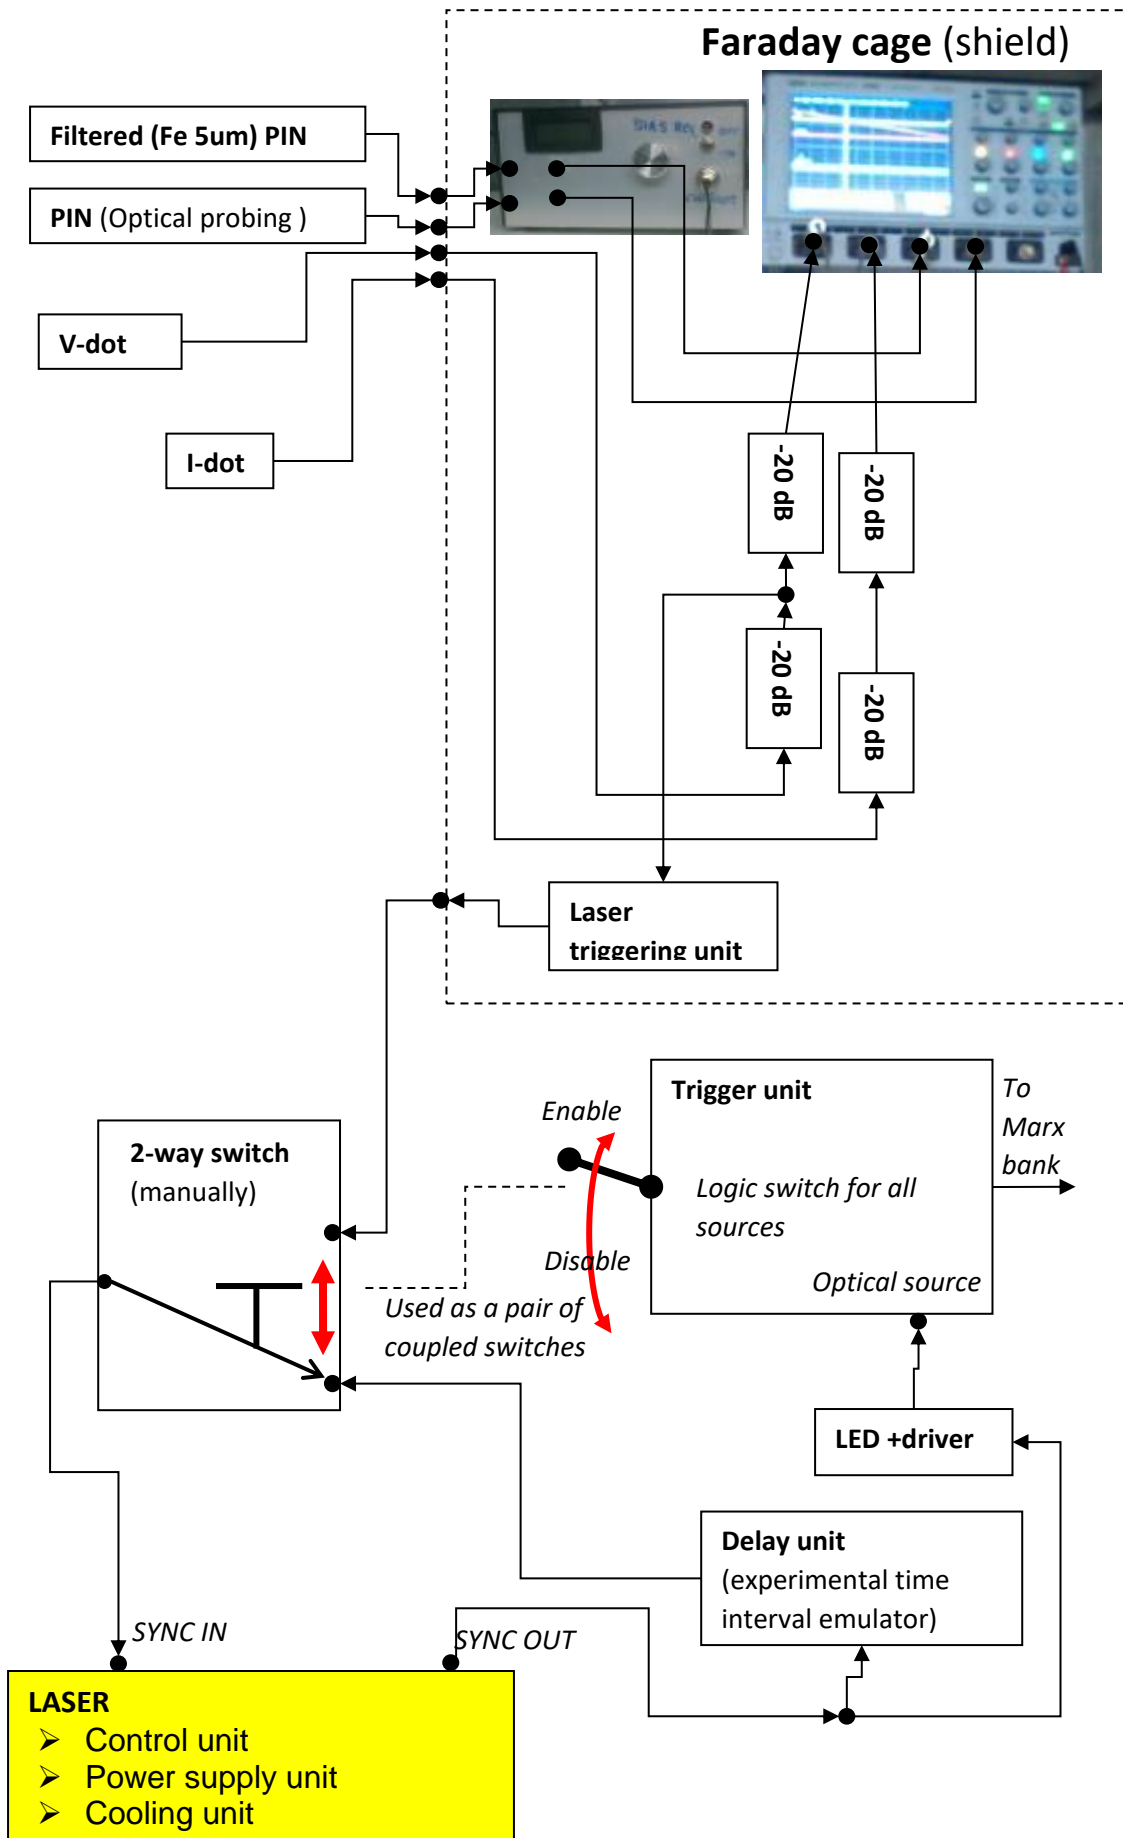 Faraday cage (shield)
Filtered (Fe 5um) PIN
PIN (Optical probing )
V-dot
I-dot
-20 dB
-20 dB
-20 dB
-20 dB
Laser
triggering unit
Trigger unit
To
Marx
bank
Enable
2-way switch
(manually)
Logic switch for all
sources
Disable
Optical source
Used as a pair of
coupled switches
LED +driver
Delay unit
(experimental time
interval emulator)
SYNC IN
SYNC OUT
LASER
➢ Control unit
➢ Power supply unit
➢ Cooling unit